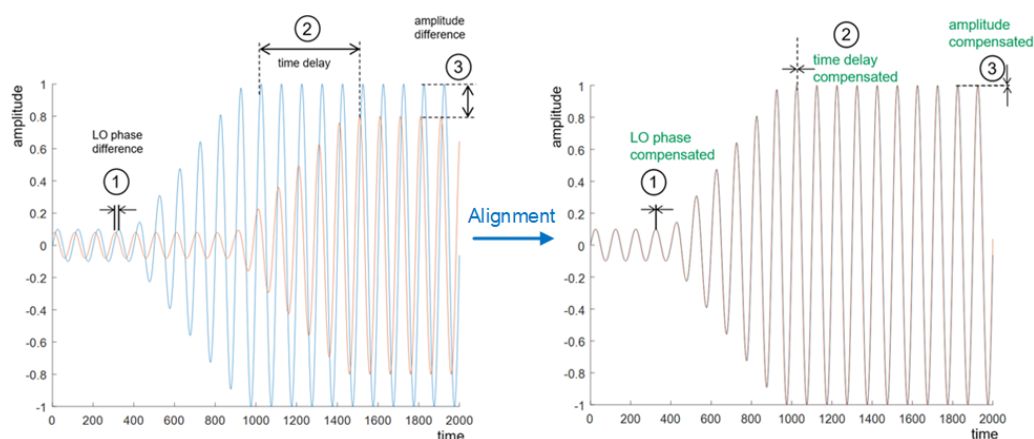 ②
time delay
amplitude
difference
③
LO phase
difference
①
amplitude
1
0.8
0.6
0.4
0.2
0
-0.2
-0.4
-0.6
-0.8
-1
0 200 400 600 800 1000 1200 1400 1600 1800 2000
time
Alignment
②
time delay
compensated
amplitude
compensated
③
LO phase
compensated
①
amplitude
1
0.8
0.6
0.4
0.2
0
-0.2
-0.4
-0.6
-0.8
-1
0 200 400 600 800 1000 1200 1400 1600 1800 2000
time